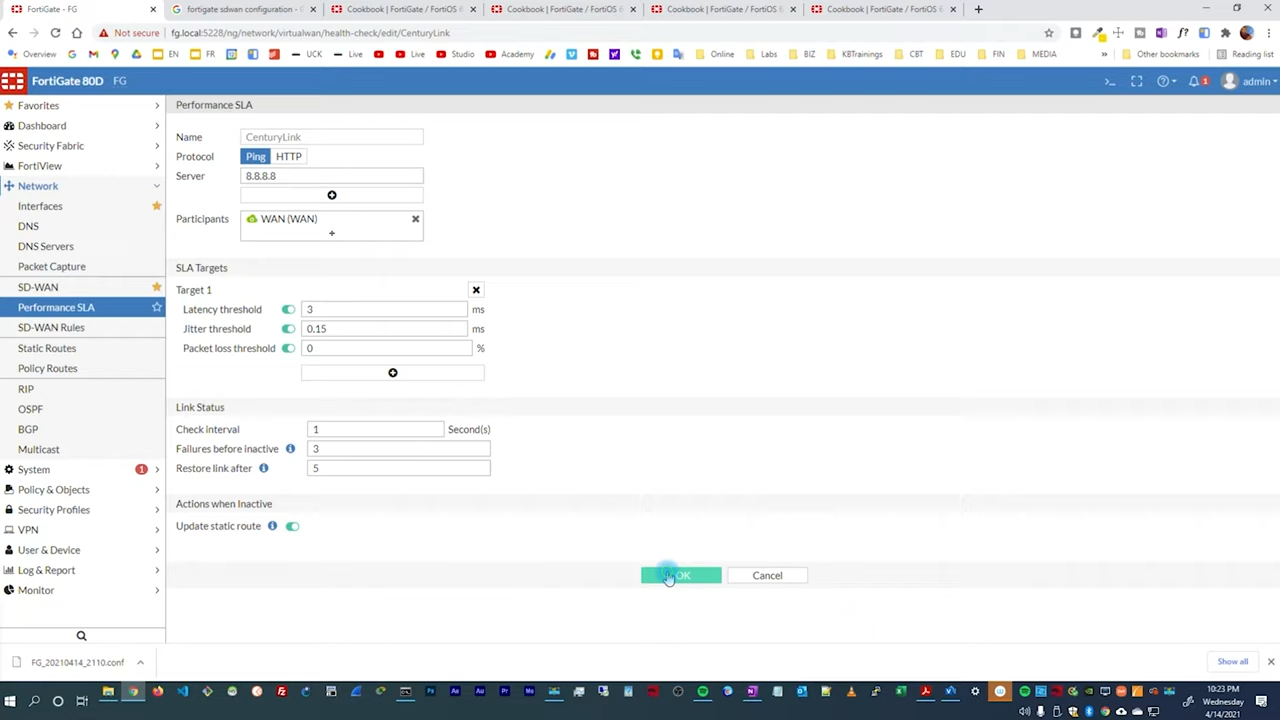 FortiGate - FG
fortigate sdwan configuration - G
Cookbook | FortiGate / FortiOS 6
Cookbook | FortiGate / FortiOS 6
Cookbook | FortiGate / FortiOS 6
Cookbook | FortiGate / FortiOS 6
Not secure
fg.local:5228/ng/network/virtualwan/health-check/edit/CenturyLink
Overview
EN
FR
UCK
Live
Live
Studio
Academy
Online
Labs
BIZ
KBTrainings
CBT
EDU
FIN
MEDIA
Other bookmarks
Reading list
FortiGate 80D
FG
1
admin
Favorites
Dashboard
Security Fabric
FortiView
Network
Interfaces
DNS
DNS Servers
Packet Capture
SD-WAN
Performance SLA
SD-WAN Rules
Static Routes
Policy Routes
RIP
OSPF
BGP
Multicast
System 1
Policy & Objects
Security Profiles
VPN
User & Device
Log & Report
Monitor
Performance SLA
Name CenturyLink
Protocol Ping HTTP
Server 8.8.8.8
Participants WAN (WAN)
SLA Targets
Target 1
Latency threshold 3 ms
Jitter threshold 0.15 ms
Packet loss threshold 0 %
Link Status
Check interval 1 Second(s)
Failures before inactive 3
Restore link after 5
Actions when Inactive
Update static route
OK Cancel
FG_20210414_2110.conf
Show all
10:23 PM
Wednesday
4/14/2021